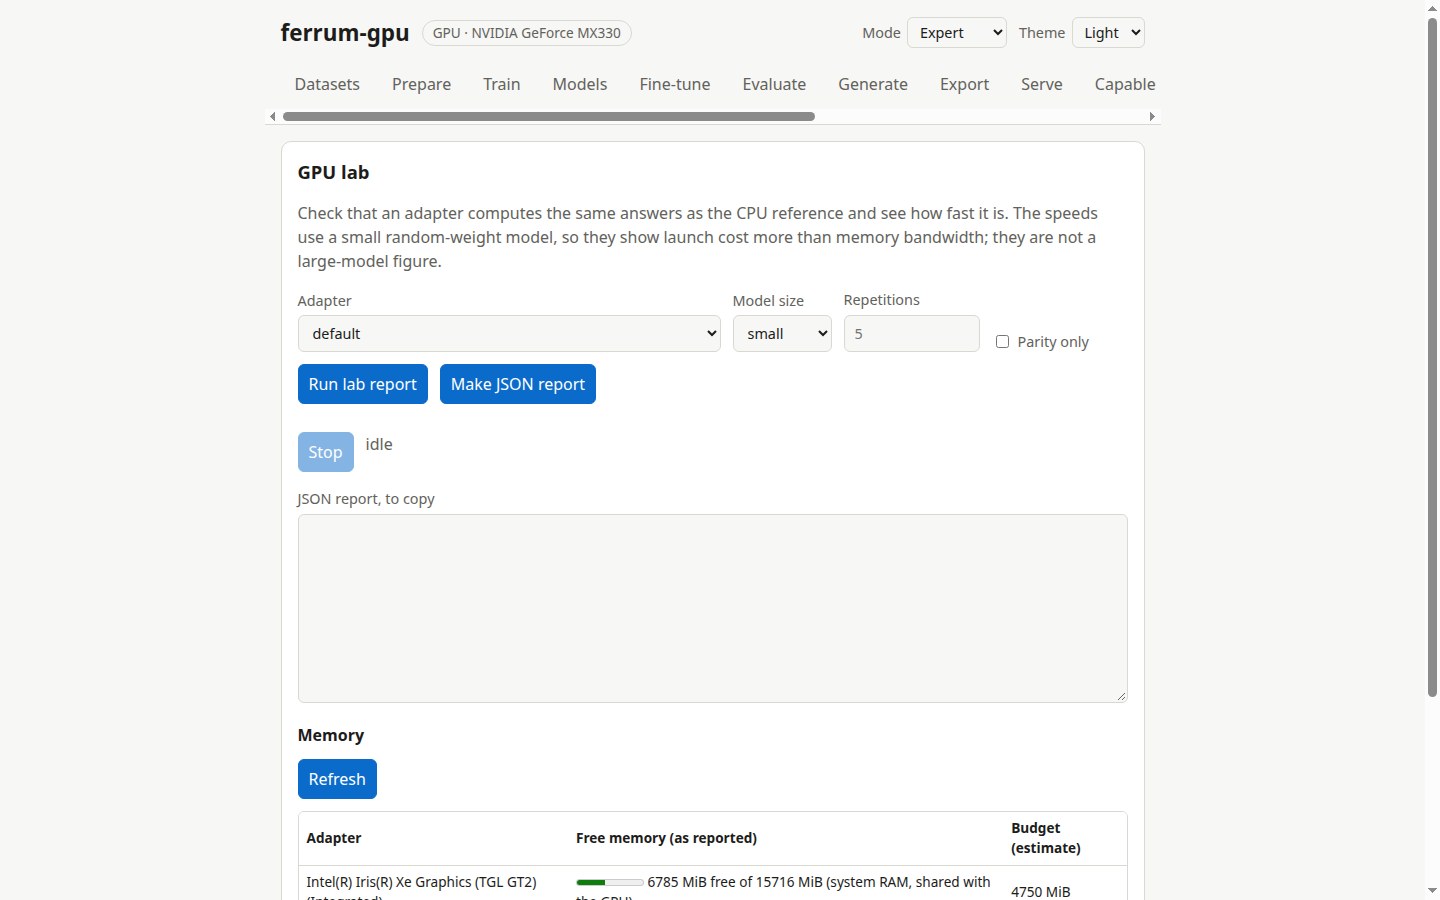 ferrum-gpu
GPU · NVIDIA GeForce MX330
Mode Expert Theme Light
Datasets Prepare Train Models Fine-tune Evaluate Generate Export Serve Capable
GPU lab
Check that an adapter computes the same answers as the CPU reference and see how fast it is. The speeds
use a small random-weight model, so they show launch cost more than memory bandwidth; they are not a
large-model figure.
Adapter Model size Repetitions
default small 5 Parity only
Run lab report Make JSON report
Stop idle
JSON report, to copy
Memory
Refresh
Adapter Free memory (as reported) Budget
(estimate)
Intel(R) Iris(R) Xe Graphics (TGL GT2) 6785 MiB free of 15716 MiB (system RAM, shared with 4750 MiB
(Integrated) the GPU)